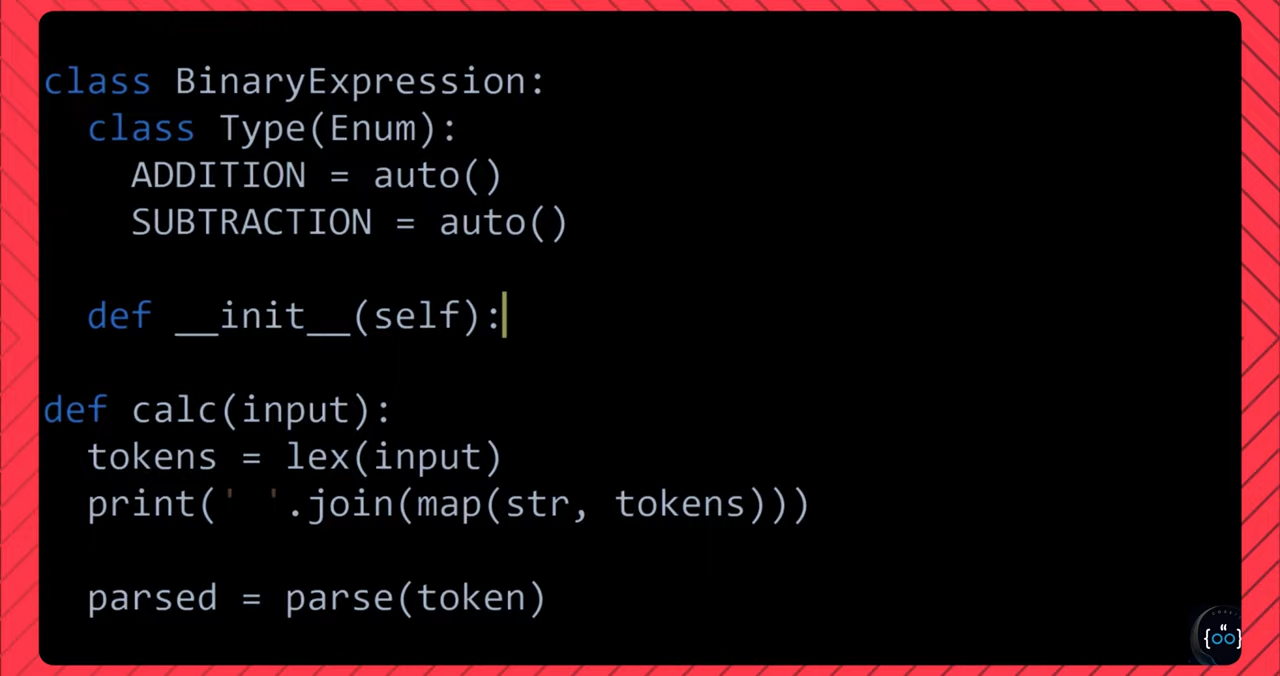 class BinaryExpression:
  class Type(Enum):
    ADDITION = auto()
    SUBTRACTION = auto()

  def __init__(self):

def calc(input):
  tokens = lex(input)
  print(' '.join(map(str, tokens)))

  parsed = parse(token)